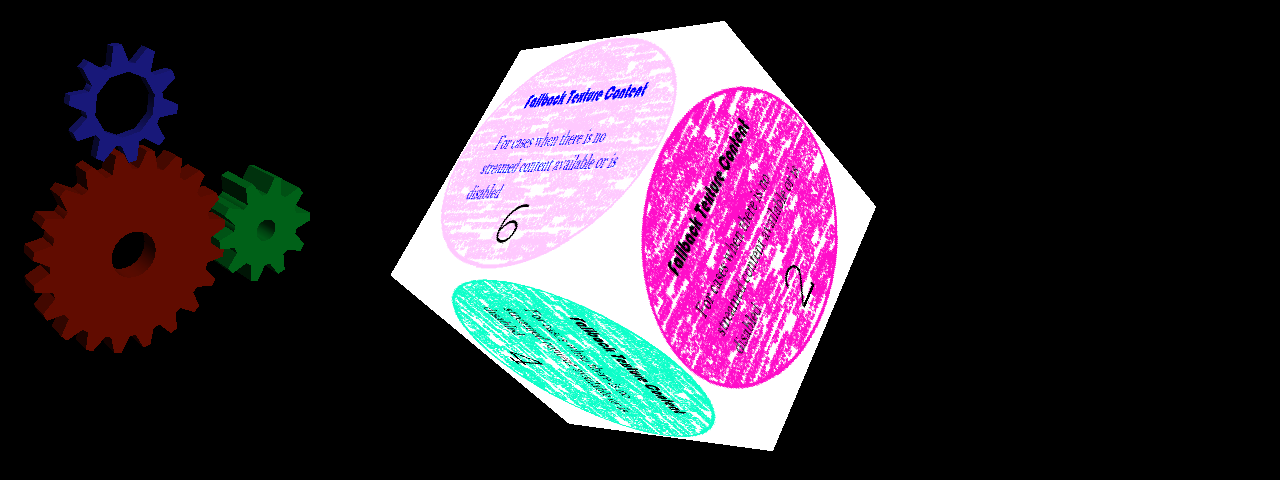 Fallback Texture Content
For cases when there is no
streamed content available or is
disabled
6
Fallback Texture Content
For cases when there is no
streamed content available or is
disabled
2
Fallback Texture Content
For cases when there is no
streamed content available or is
disabled